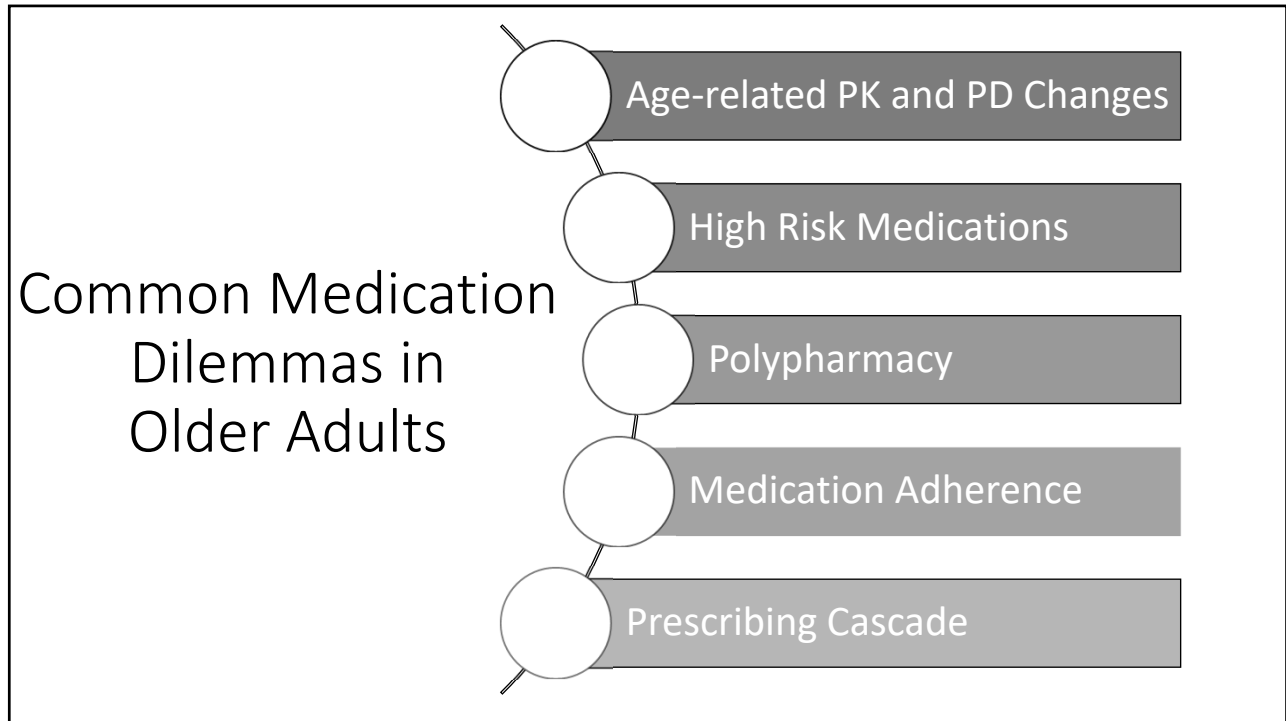 Common Medication
Dilemmas in
Older Adults
Age-related PK and PD Changes
High Risk Medications
Polypharmacy
Medication Adherence
Prescribing Cascade